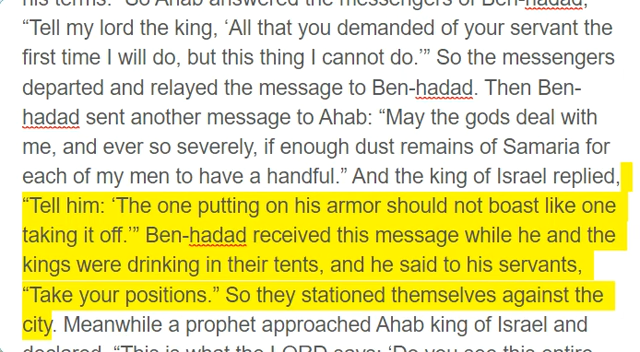 his terms.” So Ahab answered the messengers of Ben-hadad,
“Tell my lord the king, ‘All that you demanded of your servant the
first time I will do, but this thing I cannot do.’” So the messengers
departed and relayed the message to Ben-hadad. Then Ben-
hadad sent another message to Ahab: “May the gods deal with
me, and ever so severely, if enough dust remains of Samaria for
each of my men to have a handful.” And the king of Israel replied,
“Tell him: ‘The one putting on his armor should not boast like one
taking it off.’” Ben-hadad received this message while he and the
kings were drinking in their tents, and he said to his servants,
“Take your positions.” So they stationed themselves against the
city. Meanwhile a prophet approached Ahab king of Israel and
declared, “This is what the LORD says: ‘Do you see this entire